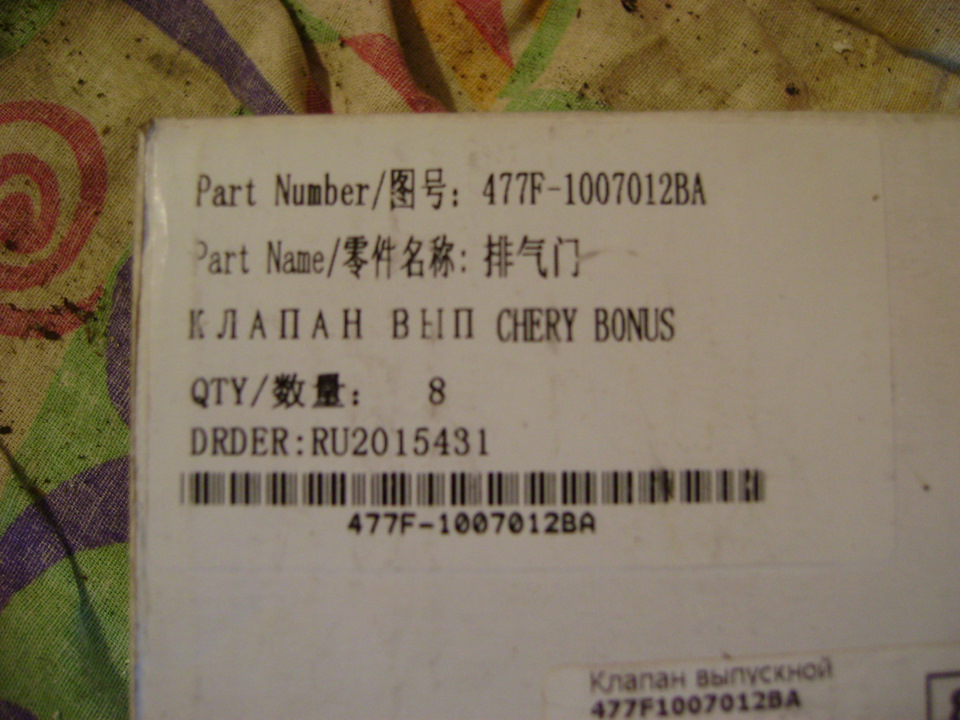 Part Number/图号: 477F-1007012BA
Part Name/零件名称: 排气门
КЛАПАН ВЫП CHERY BONUS
QTY/数量: 8
DRDER:RU2015431
477F-1007012BA
Клапан выпускной
477F1007012BA